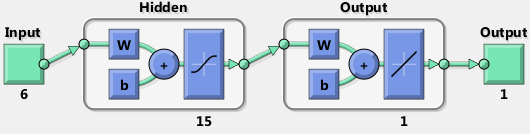 Hidden Output
Input Output
W W
+ +
b b
6 1
15 1